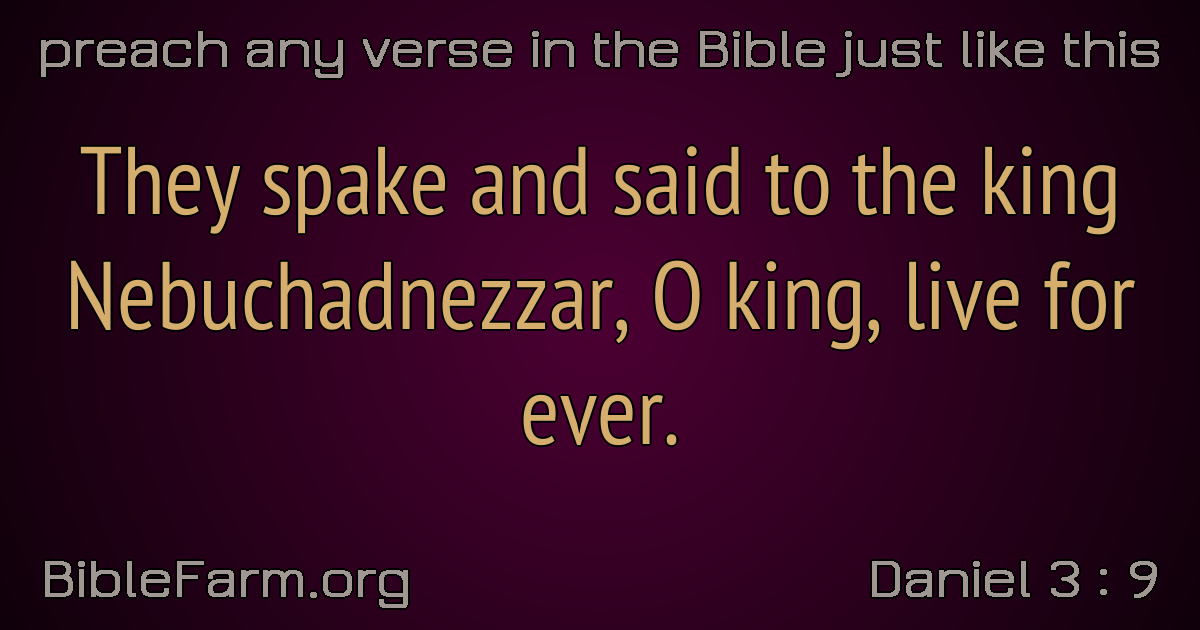 preach any verse in the Bible just like this
They spake and said to the king
Nebuchadnezzar, O king, live for
ever.
BibleFarm.org
Daniel 3 : 9